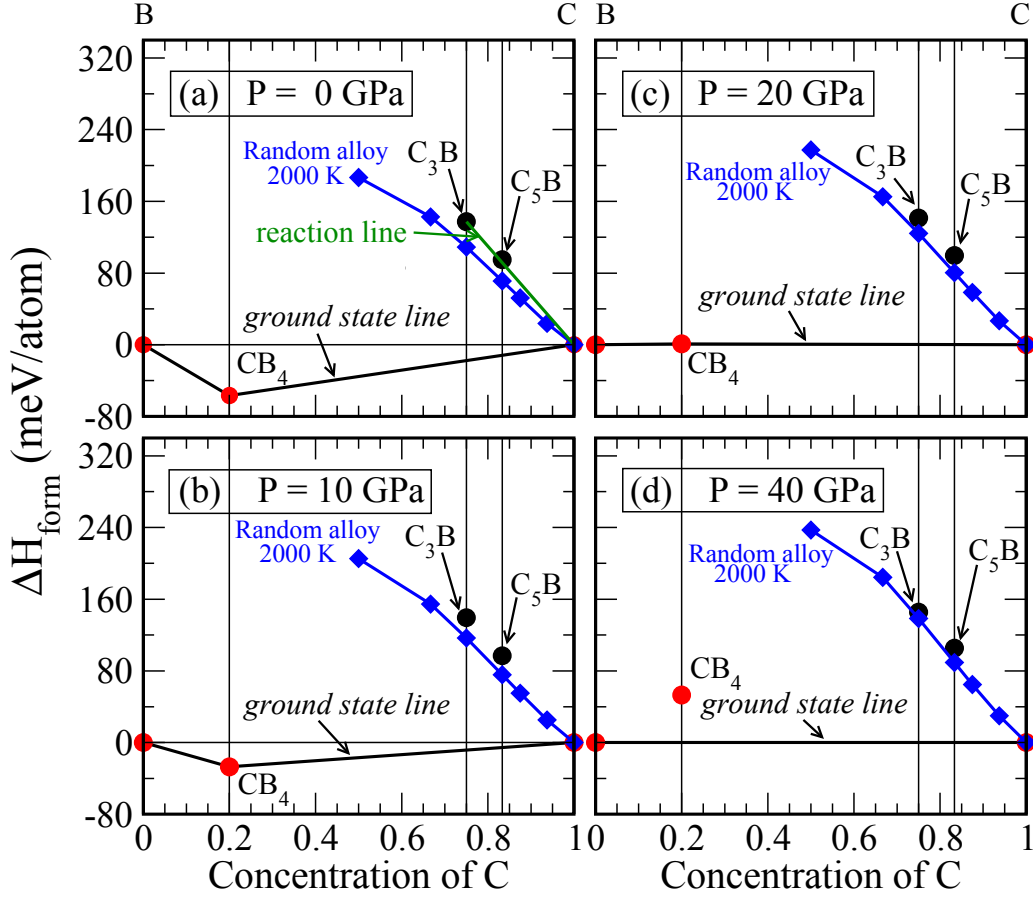 B C B C
320
240
160
80
0
-80
(a) P = 0 GPa
Random alloy
2000 K
C₃B
C₅B
reaction line
ground state line
CB₄
(c) P = 20 GPa
Random alloy
2000 K
C₃B
C₅B
ground state line
CB₄
ΔH_form (meV/atom)
320
240
160
80
0
-80
(b) P = 10 GPa
Random alloy
2000 K
C₃B
C₅B
ground state line
CB₄
(d) P = 40 GPa
Random alloy
2000 K
C₃B
C₅B
CB₄
ground state line
0 0.2 0.4 0.6 0.8 1 0 0.2 0.4 0.6 0.8 1
Concentration of C Concentration of C